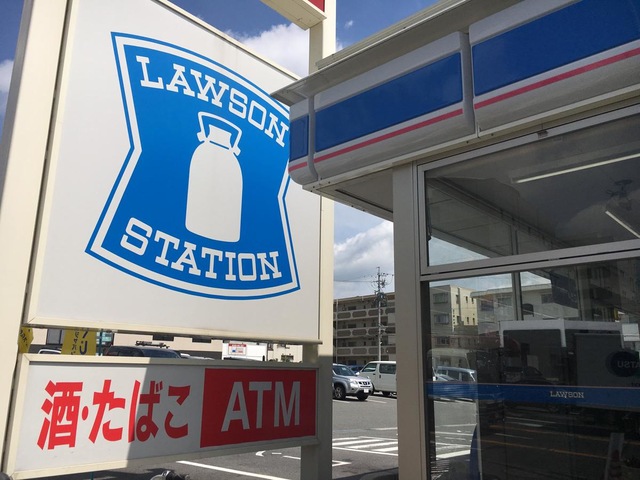 LAWSON
STATION
酒・たばこ ATM
LAWSON